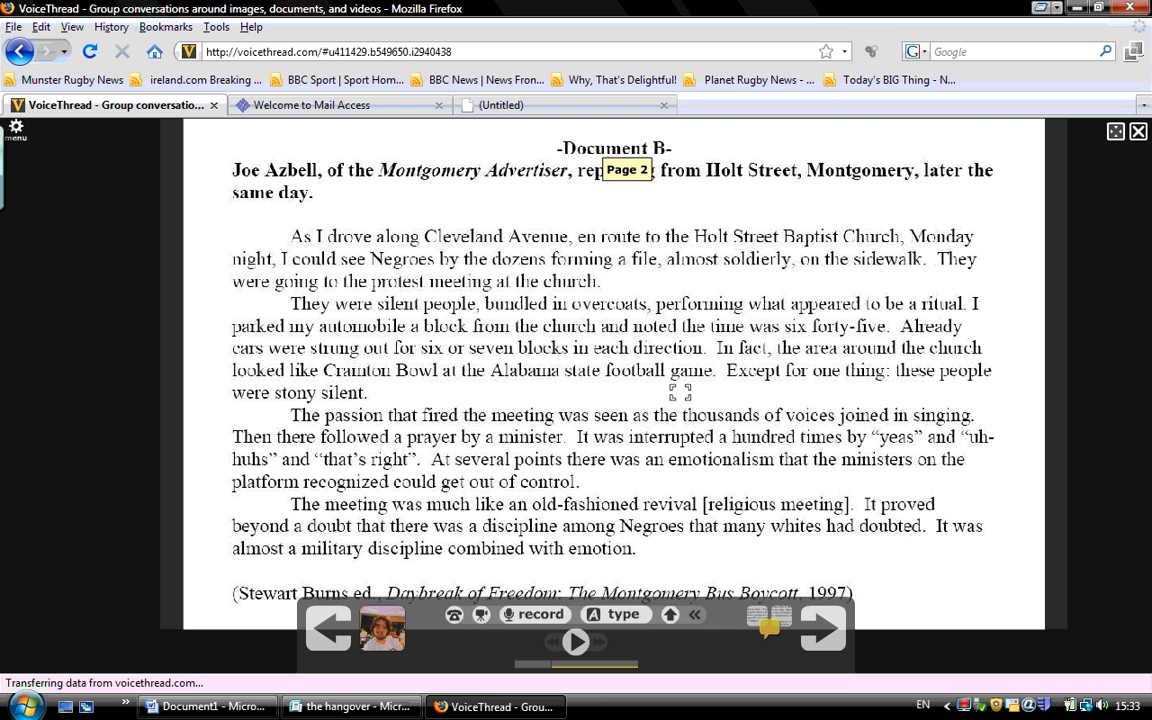 VoiceThread - Group conversations around images, documents, and videos - Mozilla Firefox
File Edit View History Bookmarks Tools Help
http://voicethread.com/#u411429.b549650.i2940438
Google
Munster Rugby News ireland.com Breaking ... BBC Sport | Sport Hom... BBC News | News Fron... Why, That's Delightful! Planet Rugby News - ... Today's BIG Thing - N...
VoiceThread - Group conversatio... Welcome to Mail Access (Untitled)
menu
-Document B-
Joe Azbell, of the Montgomery Advertiser, rep g from Holt Street, Montgomery, later the
Page 2
same day.
As I drove along Cleveland Avenue, en route to the Holt Street Baptist Church, Monday
night, I could see Negroes by the dozens forming a file, almost soldierly, on the sidewalk. They
were going to the protest meeting at the church.
They were silent people, bundled in overcoats, performing what appeared to be a ritual. I
parked my automobile a block from the church and noted the time was six forty-five. Already
cars were strung out for six or seven blocks in each direction. In fact, the area around the church
looked like Cramton Bowl at the Alabama state football game. Except for one thing: these people
were stony silent.
The passion that fired the meeting was seen as the thousands of voices joined in singing.
Then there followed a prayer by a minister. It was interrupted a hundred times by “yeas” and “uh-
huhs” and “that’s right”. At several points there was an emotionalism that the ministers on the
platform recognized could get out of control.
The meeting was much like an old-fashioned revival [religious meeting]. It proved
beyond a doubt that there was a discipline among Negroes that many whites had doubted. It was
almost a military discipline combined with emotion.
(Stewart Burns ed., Daybreak of Freedom: The Montgomery Bus Boycott, 1997)
record A type
Transferring data from voicethread.com...
Document1 - Micro... the hangover - Micr... VoiceThread - Grou... EN 15:33